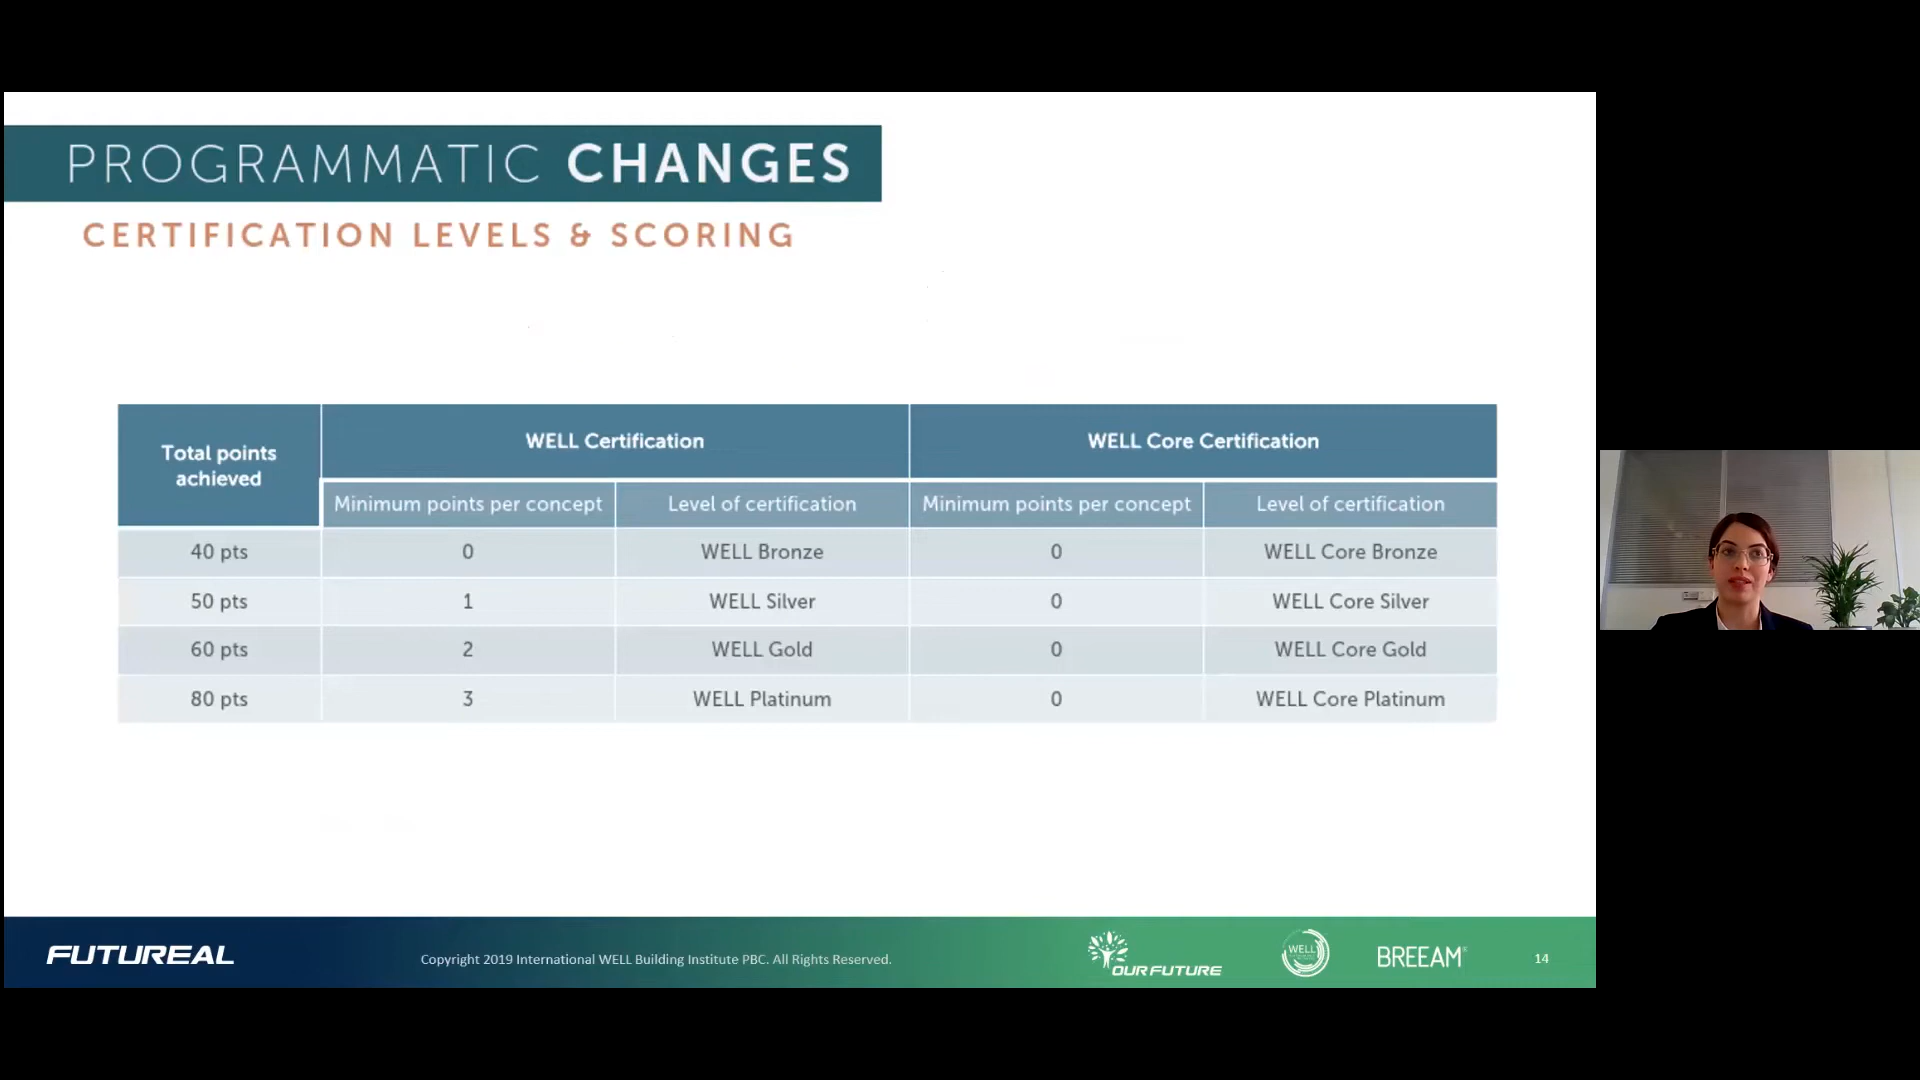 PROGRAMMATIC CHANGES
CERTIFICATION LEVELS & SCORING
Total points achieved
WELL Certification
WELL Core Certification
Minimum points per concept
Level of certification
Minimum points per concept
Level of certification
40 pts 0 WELL Bronze 0 WELL Core Bronze
50 pts 1 WELL Silver 0 WELL Core Silver
60 pts 2 WELL Gold 0 WELL Core Gold
80 pts 3 WELL Platinum 0 WELL Core Platinum
FUTUREAL
Copyright 2019 International WELL Building Institute PBC. All Rights Reserved.
OUR FUTURE
WELL
BREEAM®
14